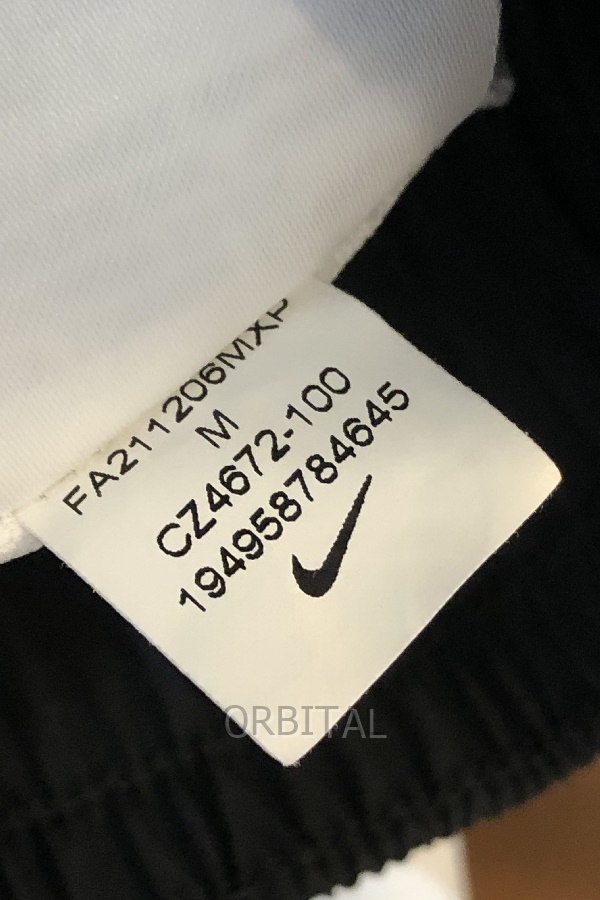 FA211206MXP
M
CZ4672-100
194958784645
ORBITAL